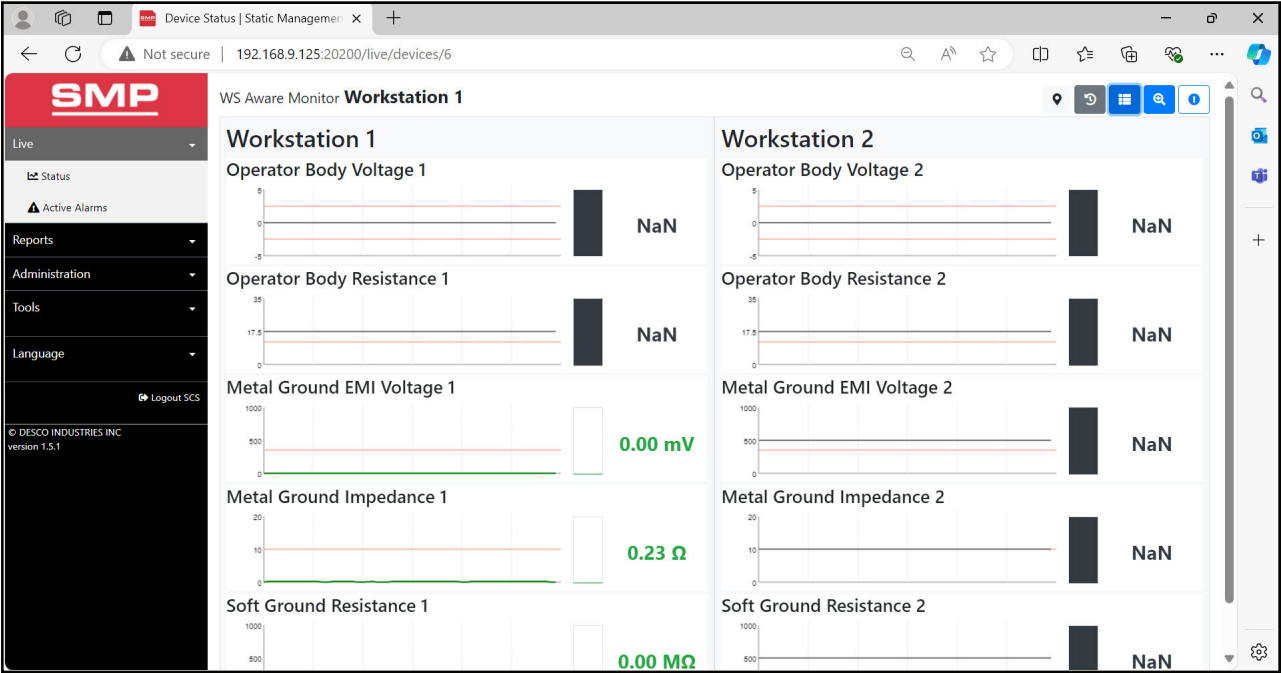 SMP Device Status | Static Managemen
Not secure | 192.168.9.125:20200/live/devices/6
SMP
Live
Status
Active Alarms
Reports
Administration
Tools
Language
Logout SCS
© DESCO INDUSTRIES INC
version 1.5.1
WS Aware Monitor Workstation 1
Workstation 1
Operator Body Voltage 1
5
0
-5
NaN
Operator Body Resistance 1
35
17.5
0
NaN
Metal Ground EMI Voltage 1
1000
500
0
0.00 mV
Metal Ground Impedance 1
20
10
0
0.23 Ω
Soft Ground Resistance 1
1000
500
0.00 MΩ
Workstation 2
Operator Body Voltage 2
5
0
-5
NaN
Operator Body Resistance 2
35
17.5
0
NaN
Metal Ground EMI Voltage 2
1000
500
0
NaN
Metal Ground Impedance 2
20
10
0
NaN
Soft Ground Resistance 2
1000
500
NaN